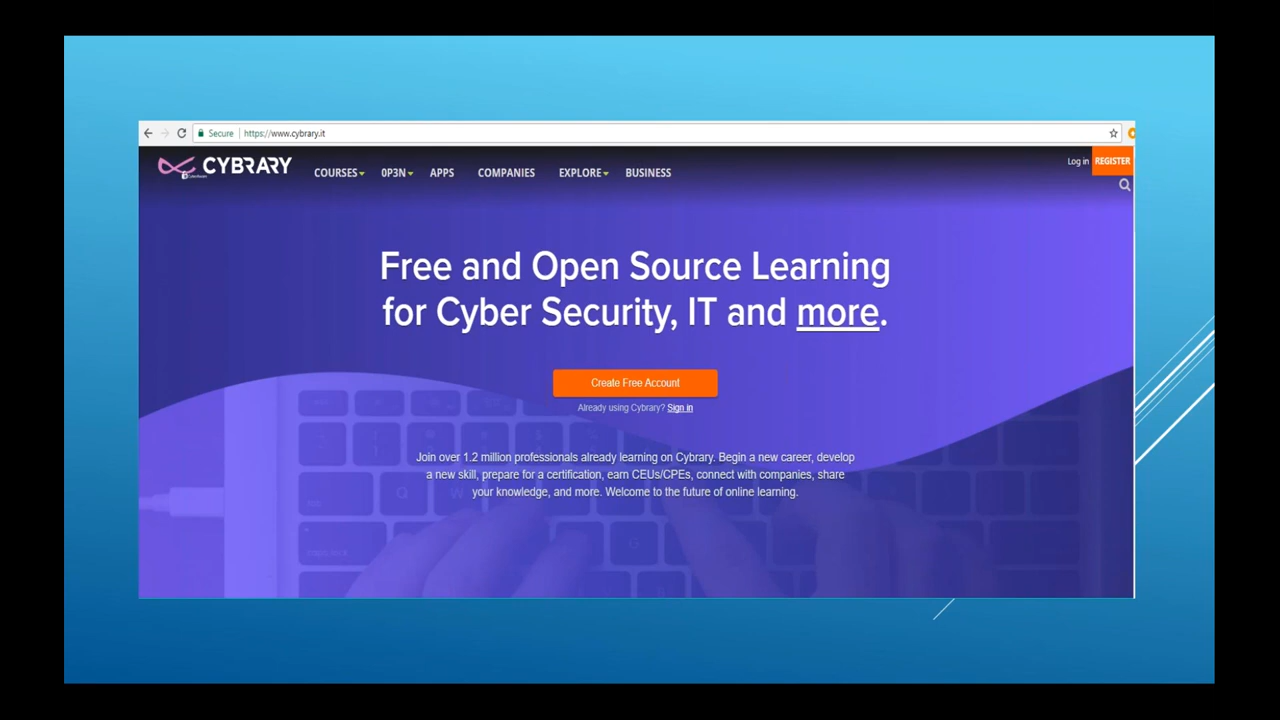 Secure | https://www.cybrary.it
CYBRARY
COURSES 0P3N APPS COMPANIES EXPLORE BUSINESS
Log in REGISTER
Free and Open Source Learning
for Cyber Security, IT and more.
Create Free Account
Already using Cybrary? Sign in
Join over 1.2 million professionals already learning on Cybrary. Begin a new career, develop
a new skill, prepare for a certification, earn CEUs/CPEs, connect with companies, share
your knowledge, and more. Welcome to the future of online learning.